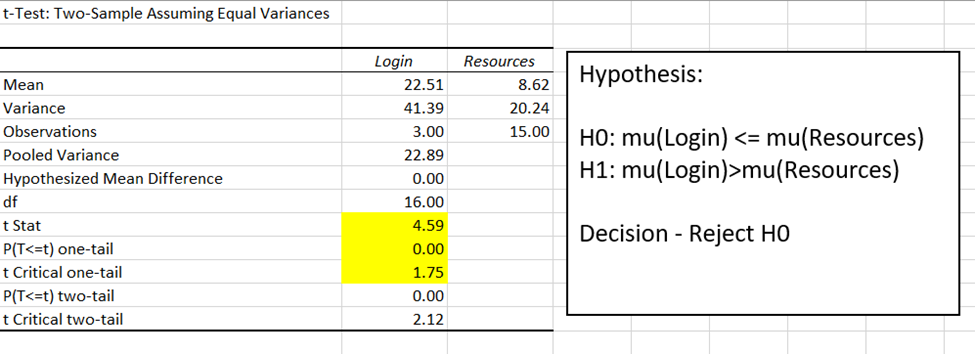 t-Test: Two-Sample Assuming Equal Variances
Login Resources
Mean 22.51 8.62
Variance 41.39 20.24
Observations 3.00 15.00
Pooled Variance 22.89
Hypothesized Mean Difference 0.00
df 16.00
t Stat 4.59
P(T<=t) one-tail 0.00
t Critical one-tail 1.75
P(T<=t) two-tail 0.00
t Critical two-tail 2.12
Hypothesis:
H0: mu(Login) <= mu(Resources)
H1: mu(Login)>mu(Resources)
Decision - Reject H0